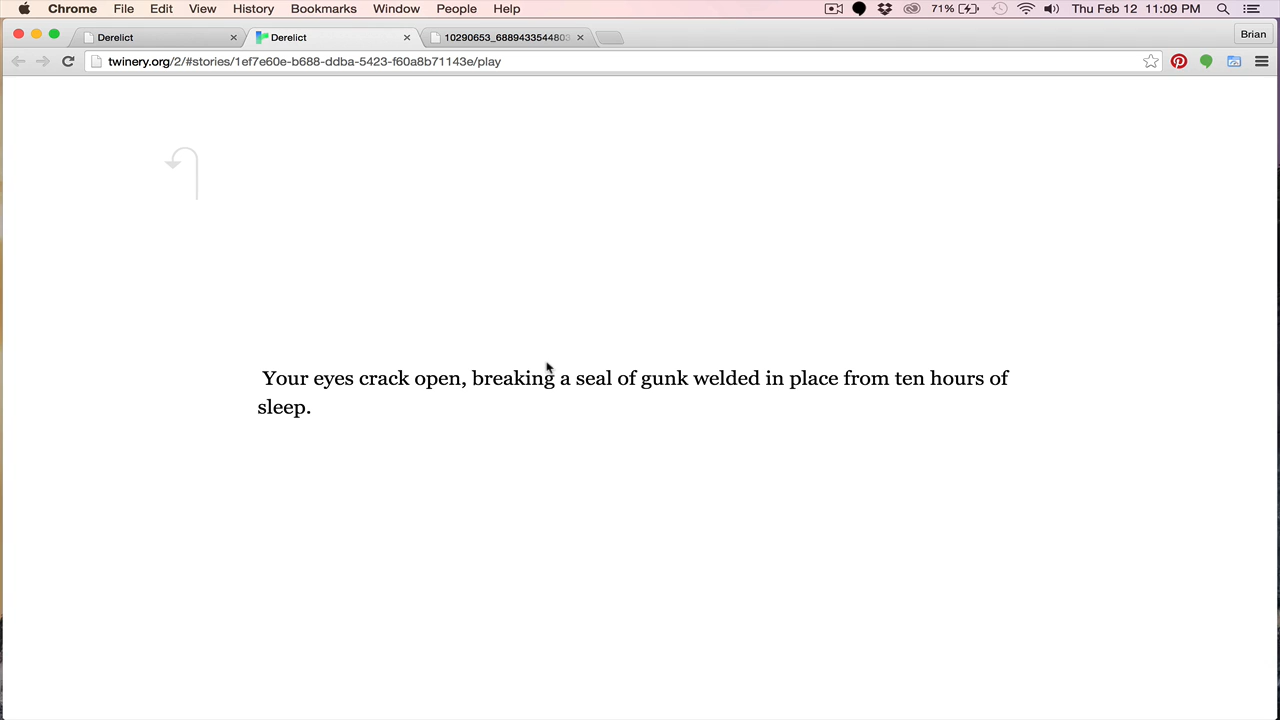 Chrome File Edit View History Bookmarks Window People Help 71% Thu Feb 12 11:09 PM
Derelict Derelict 10290653_6889433544803 Brian
twinery.org/2/#stories/1ef7e60e-b688-ddba-5423-f60a8b71143e/play
Your eyes crack open, breaking a seal of gunk welded in place from ten hours of
sleep.